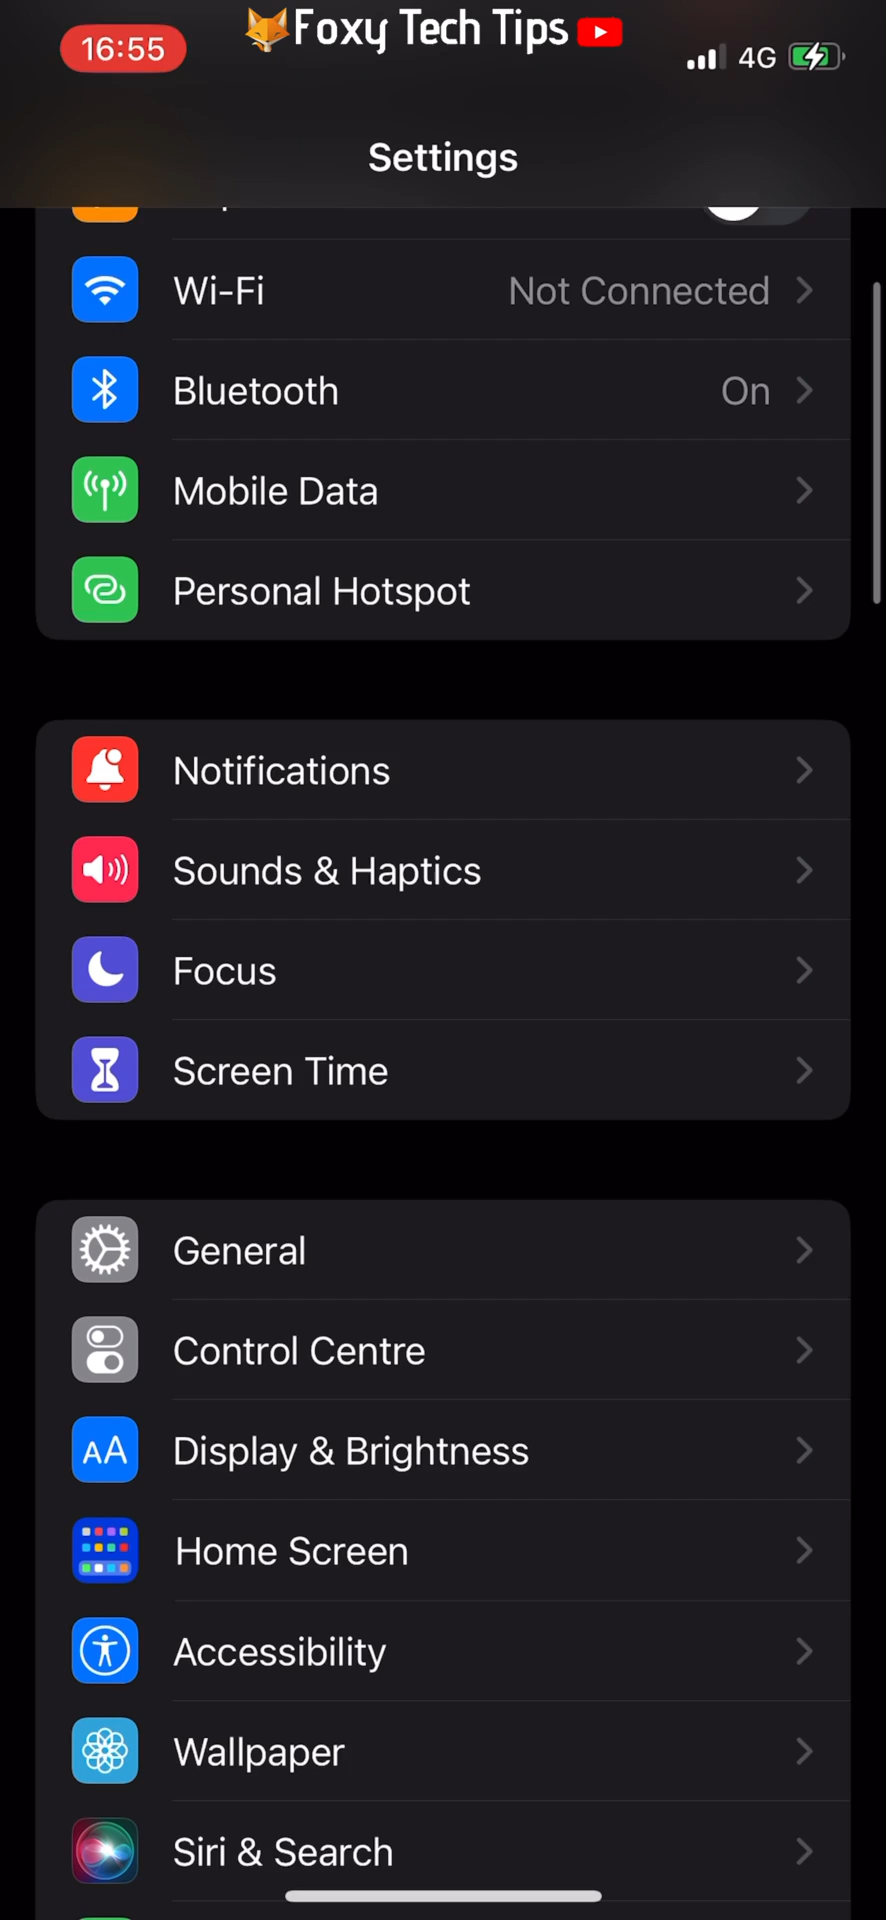 16:55
Foxy Tech Tips
4G
Settings
Wi-Fi
Not Connected
Bluetooth
On
Mobile Data
Personal Hotspot
Notifications
Sounds & Haptics
Focus
Screen Time
General
Control Centre
AA
Display & Brightness
Home Screen
Accessibility
Wallpaper
Siri & Search